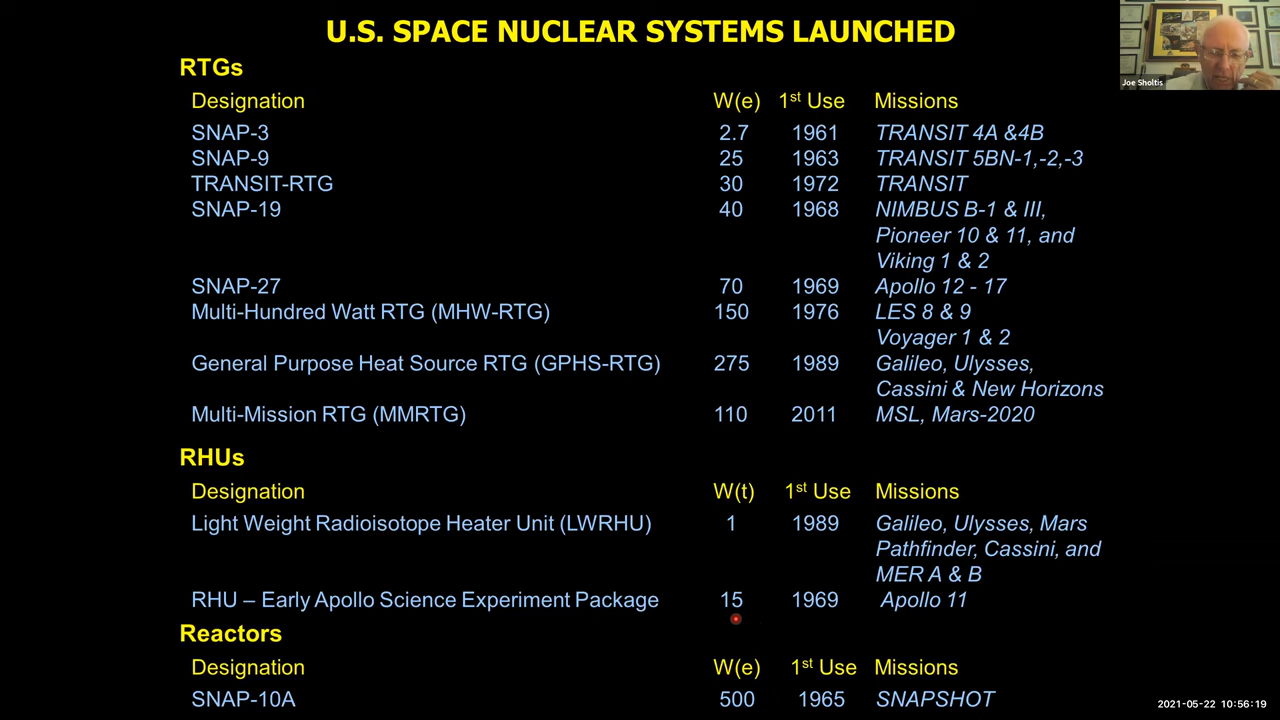 U.S. SPACE NUCLEAR SYSTEMS LAUNCHED
Joe Sholtis
RTGs
Designation W(e) 1st Use Missions
SNAP-3 2.7 1961 TRANSIT 4A &4B
SNAP-9 25 1963 TRANSIT 5BN-1,-2,-3
TRANSIT-RTG 30 1972 TRANSIT
SNAP-19 40 1968 NIMBUS B-1 & III,
Pioneer 10 & 11, and
Viking 1 & 2
SNAP-27 70 1969 Apollo 12 - 17
Multi-Hundred Watt RTG (MHW-RTG) 150 1976 LES 8 & 9
Voyager 1 & 2
General Purpose Heat Source RTG (GPHS-RTG) 275 1989 Galileo, Ulysses,
Cassini & New Horizons
Multi-Mission RTG (MMRTG) 110 2011 MSL, Mars-2020
RHUs
Designation W(t) 1st Use Missions
Light Weight Radioisotope Heater Unit (LWRHU) 1 1989 Galileo, Ulysses, Mars
Pathfinder, Cassini, and
MER A & B
RHU – Early Apollo Science Experiment Package 15 1969 Apollo 11
Reactors
Designation W(e) 1st Use Missions
SNAP-10A 500 1965 SNAPSHOT
2021-05-22 10:56:19